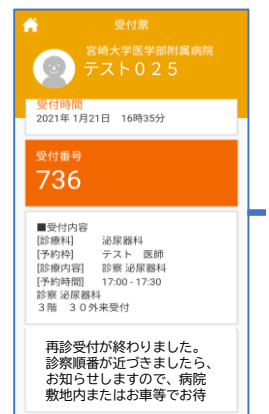 受付票
宮崎大学医学部附属病院
テスト０２５
受付時間
2021年 1月21日　16時35分
受付番号
736
■受付内容
[診療科]　　泌尿器科
[予約枠]　　テスト　医師
[診療内容]　診察 泌尿器科
[予約時間]　17:00 - 17:30
診察 泌尿器科
３階　３０外来受付
再診受付が終わりました。
診察順番が近づきましたら、
お知らせしますので、病院
敷地内またはお車等でお待